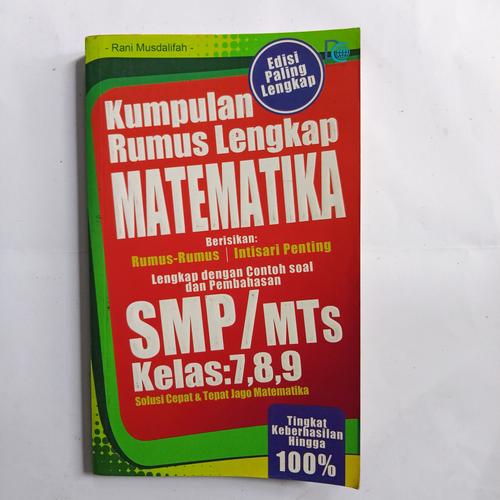 - Rani Musdalifah -
Edisi
Paling
Lengkap
Kumpulan
Rumus Lengkap
MATEMATIKA
Berisikan:
Rumus-Rumus | Intisari Penting
Lengkap dengan Contoh soal
dan Pembahasan
SMP/MTs
Kelas:7,8,9
Solusi Cepat & Tepat Jago Matematika
Tingkat
Keberhasilan
Hingga
100%